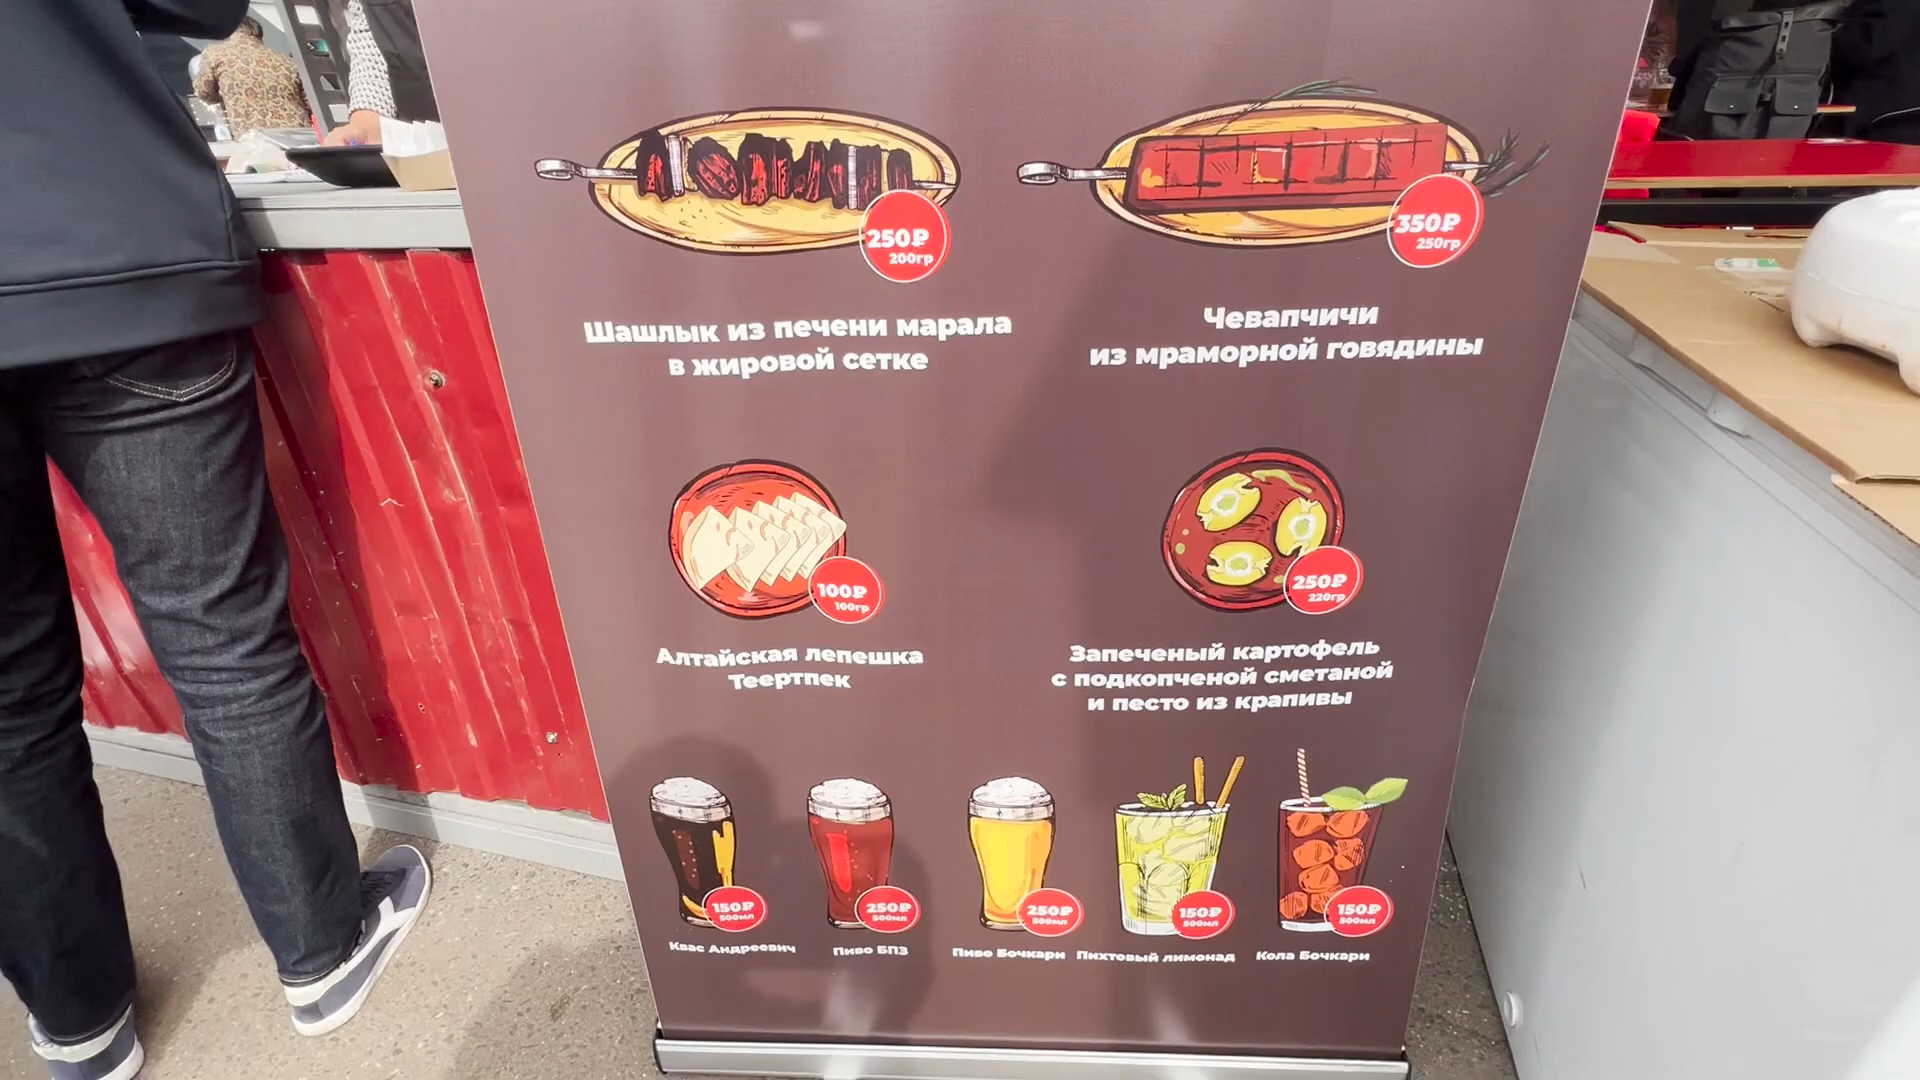 250₽
200гр
350₽
250гр
Шашлык из печени марала
в жировой сетке
Чевапчичи
из мраморной говядины
100₽
100гр
250₽
220гр
Алтайская лепешка
Теертпек
Запеченый картофель
с подкопченой сметаной
и песто из крапивы
150₽
500мл
250₽
500мл
250₽
500мл
150₽
500мл
150₽
500мл
Квас Андреевич
Пиво БПЗ
Пиво Бочкари
Пихтовый лимонад
Кола Бочкари